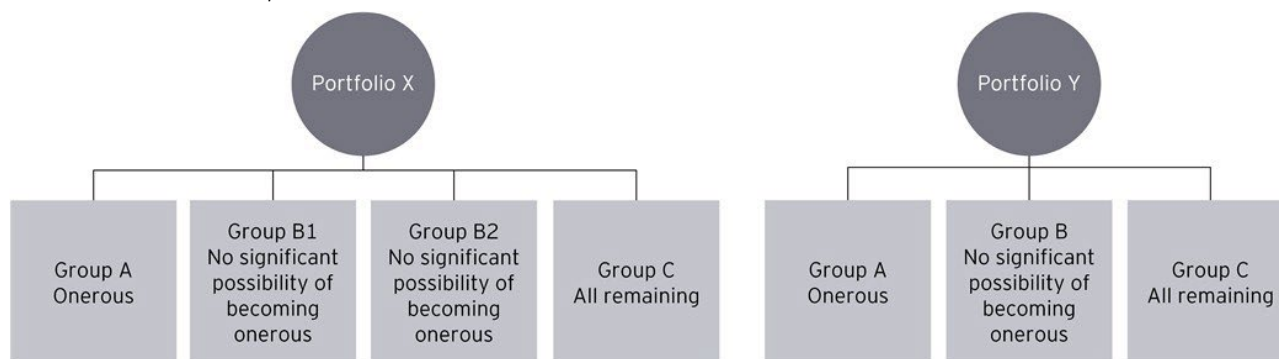 Portfolio X
Portfolio Y
Group A
Onerous
Group B1
No significant
possibility of
becoming
onerous
Group B2
No significant
possibility of
becoming
onerous
Group C
All remaining
Group A
Onerous
Group B
No significant
possibility of
becoming
onerous
Group C
All remaining